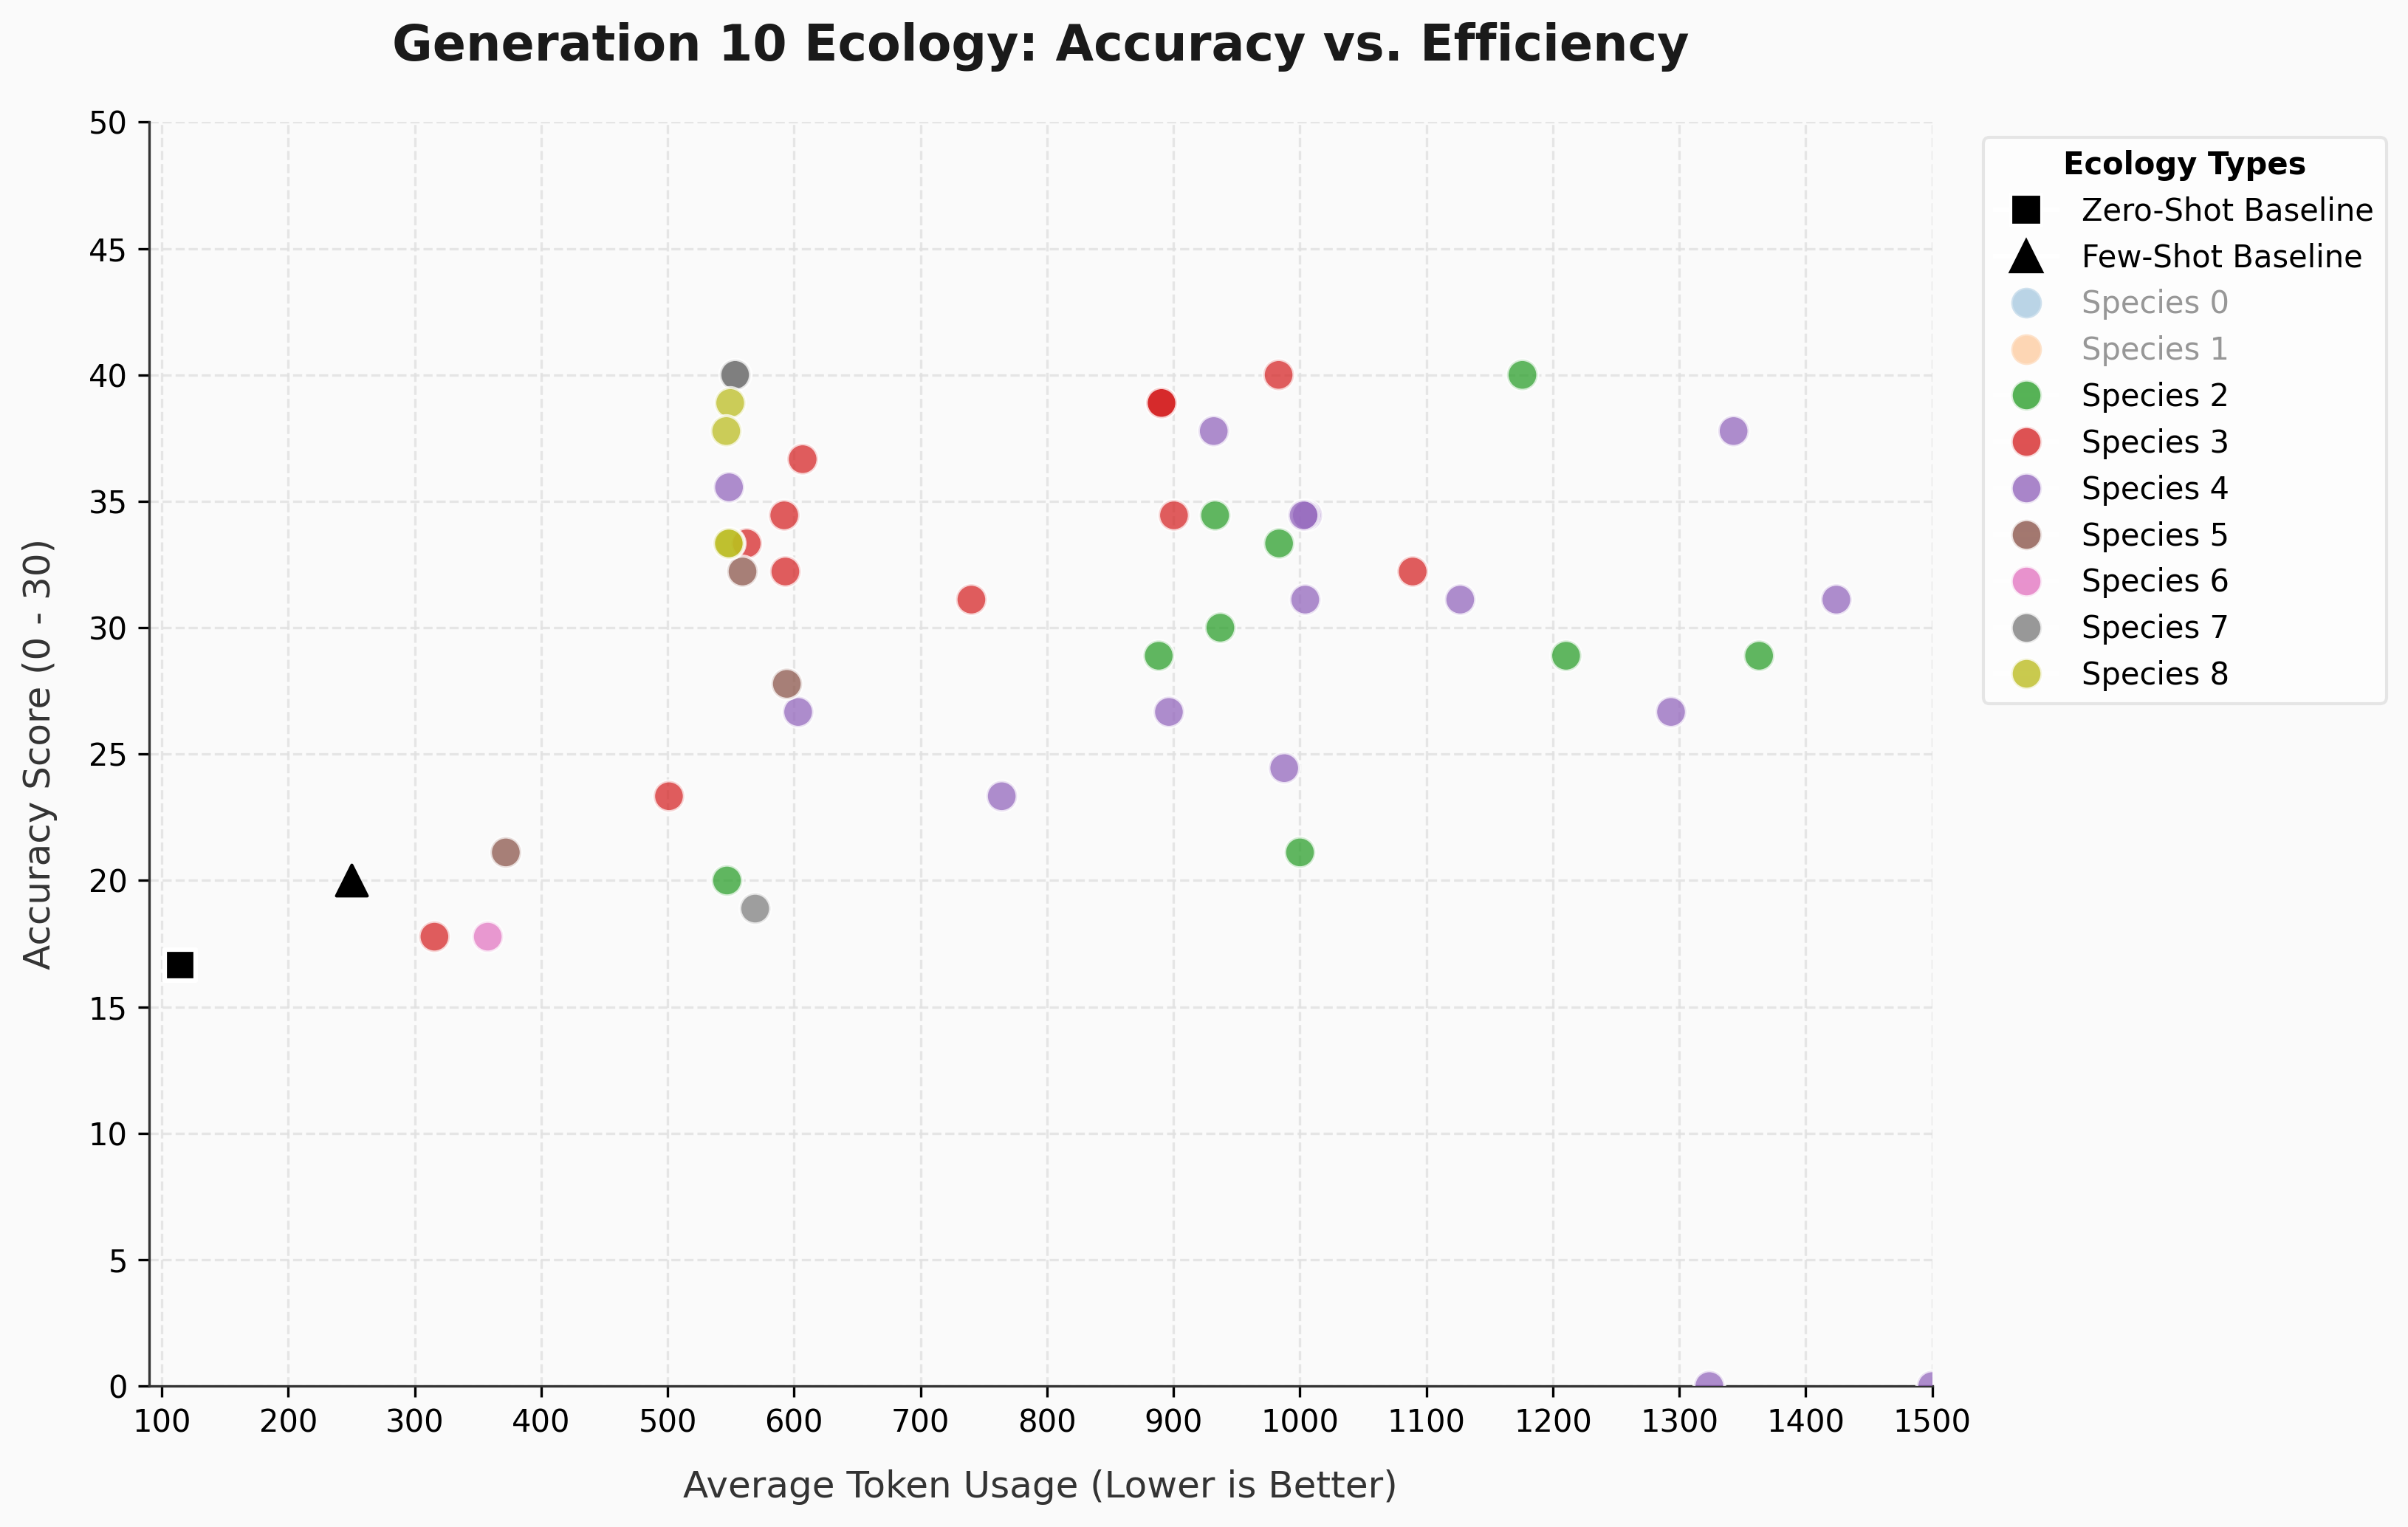 Generation 10 Ecology: Accuracy vs. Efficiency
50
45
40
35
30
25
20
15
10
5
0
Accuracy Score (0 - 30)
100 200 300 400 500 600 700 800 900 1000 1100 1200 1300 1400 1500
Average Token Usage (Lower is Better)
Ecology Types
Zero-Shot Baseline
Few-Shot Baseline
Species 0
Species 1
Species 2
Species 3
Species 4
Species 5
Species 6
Species 7
Species 8